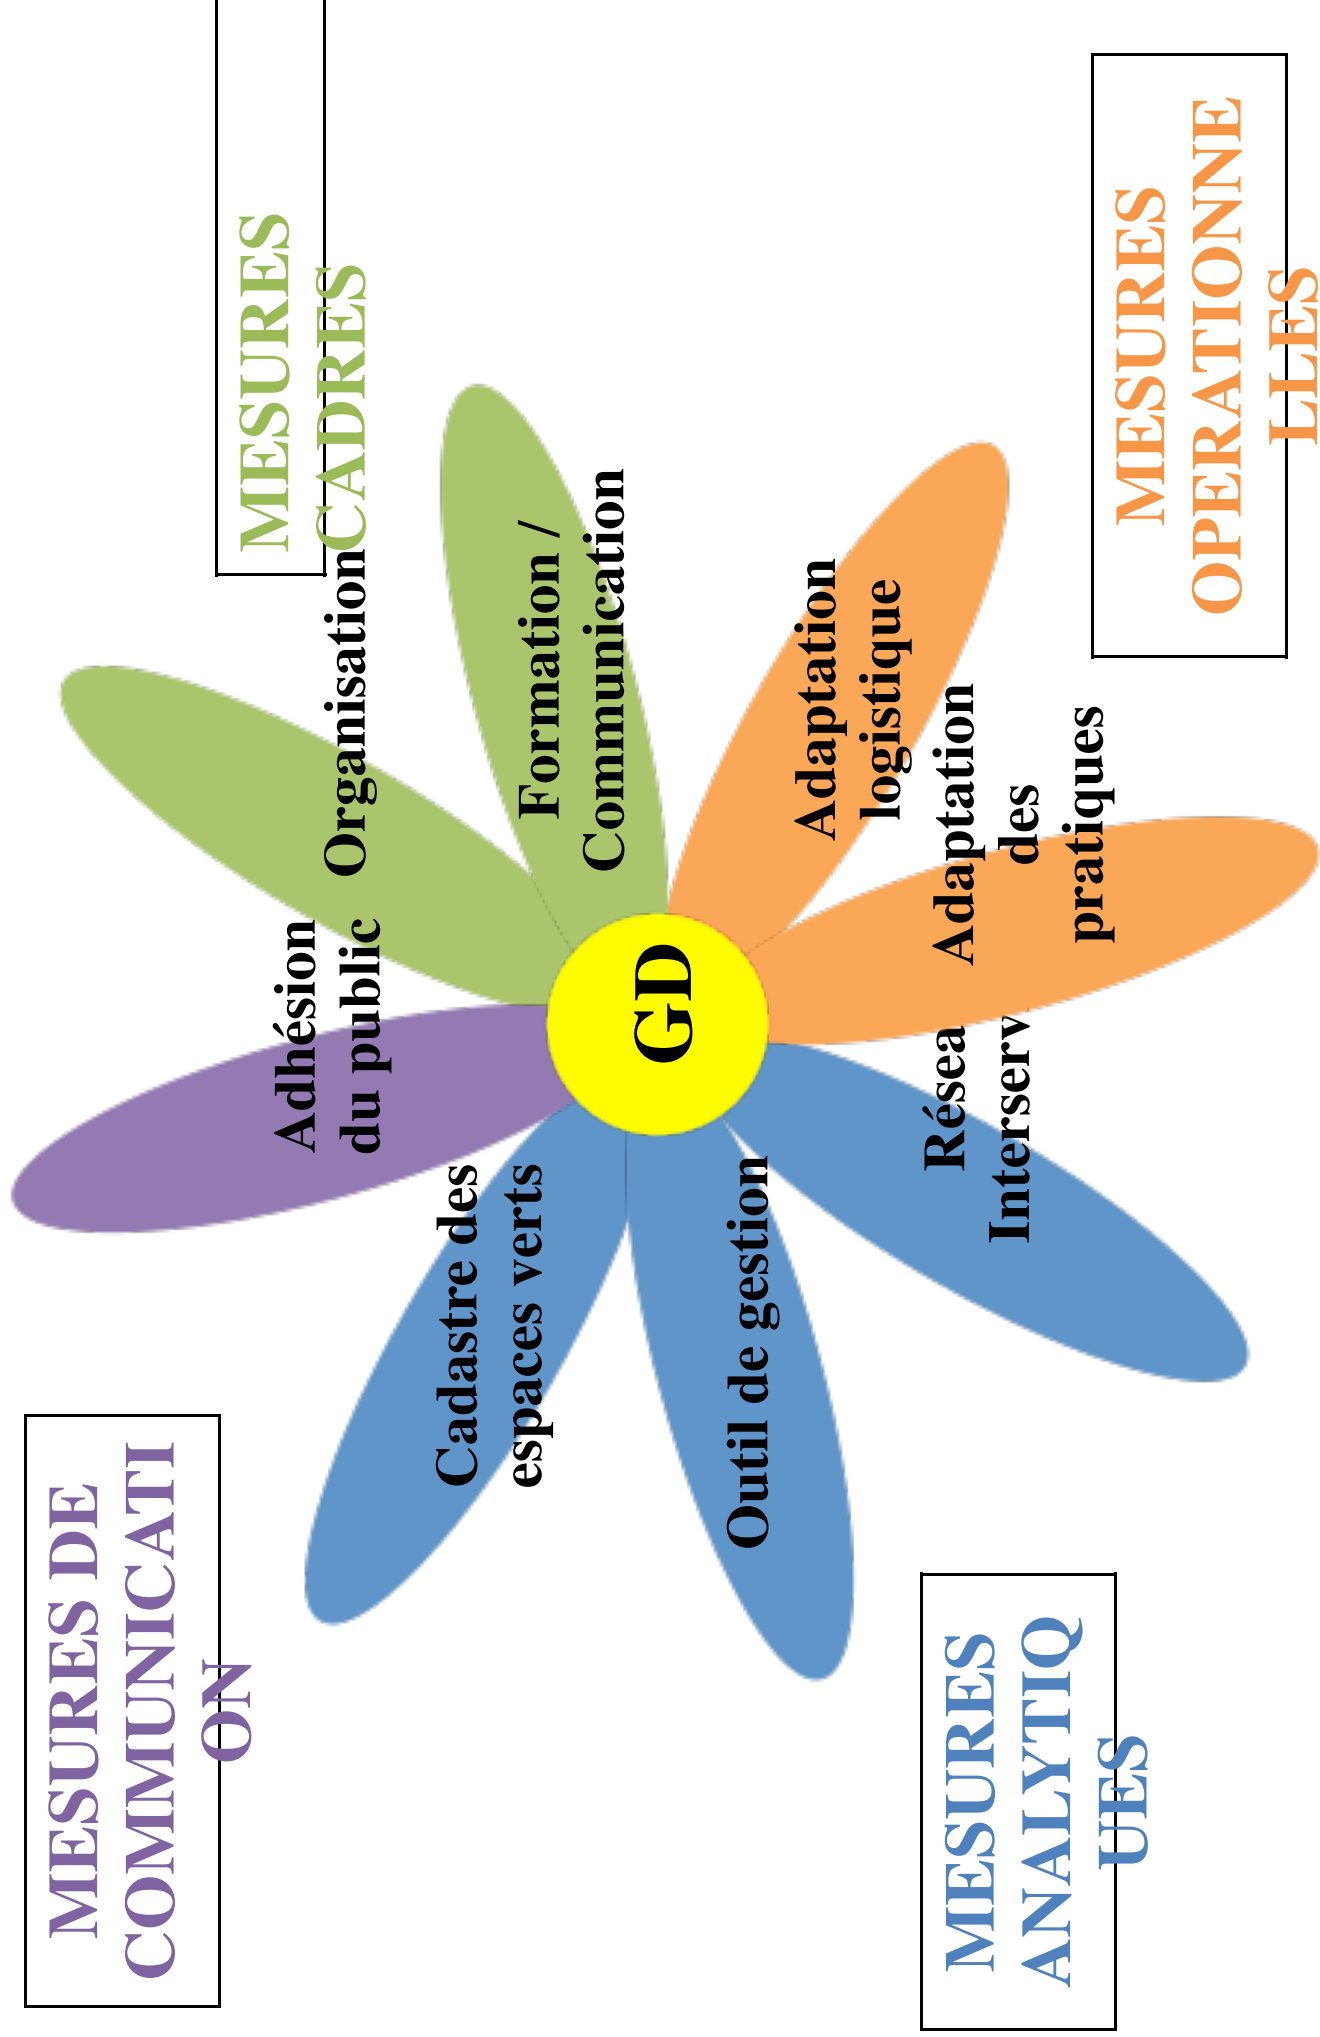 MESURES DE
COMMUNICATI
ON
MESURES
CADRES
Adhésion
du public
Organisation
Formation /
Communication
Cadastre des
espaces verts
GD
Outil de gestion
Adaptation
logistique
Adaptation
des
pratiques
Résea
Interserv
MESURES
ANALYTIQ
UES
MESURES
OPERATIONNE
LLES